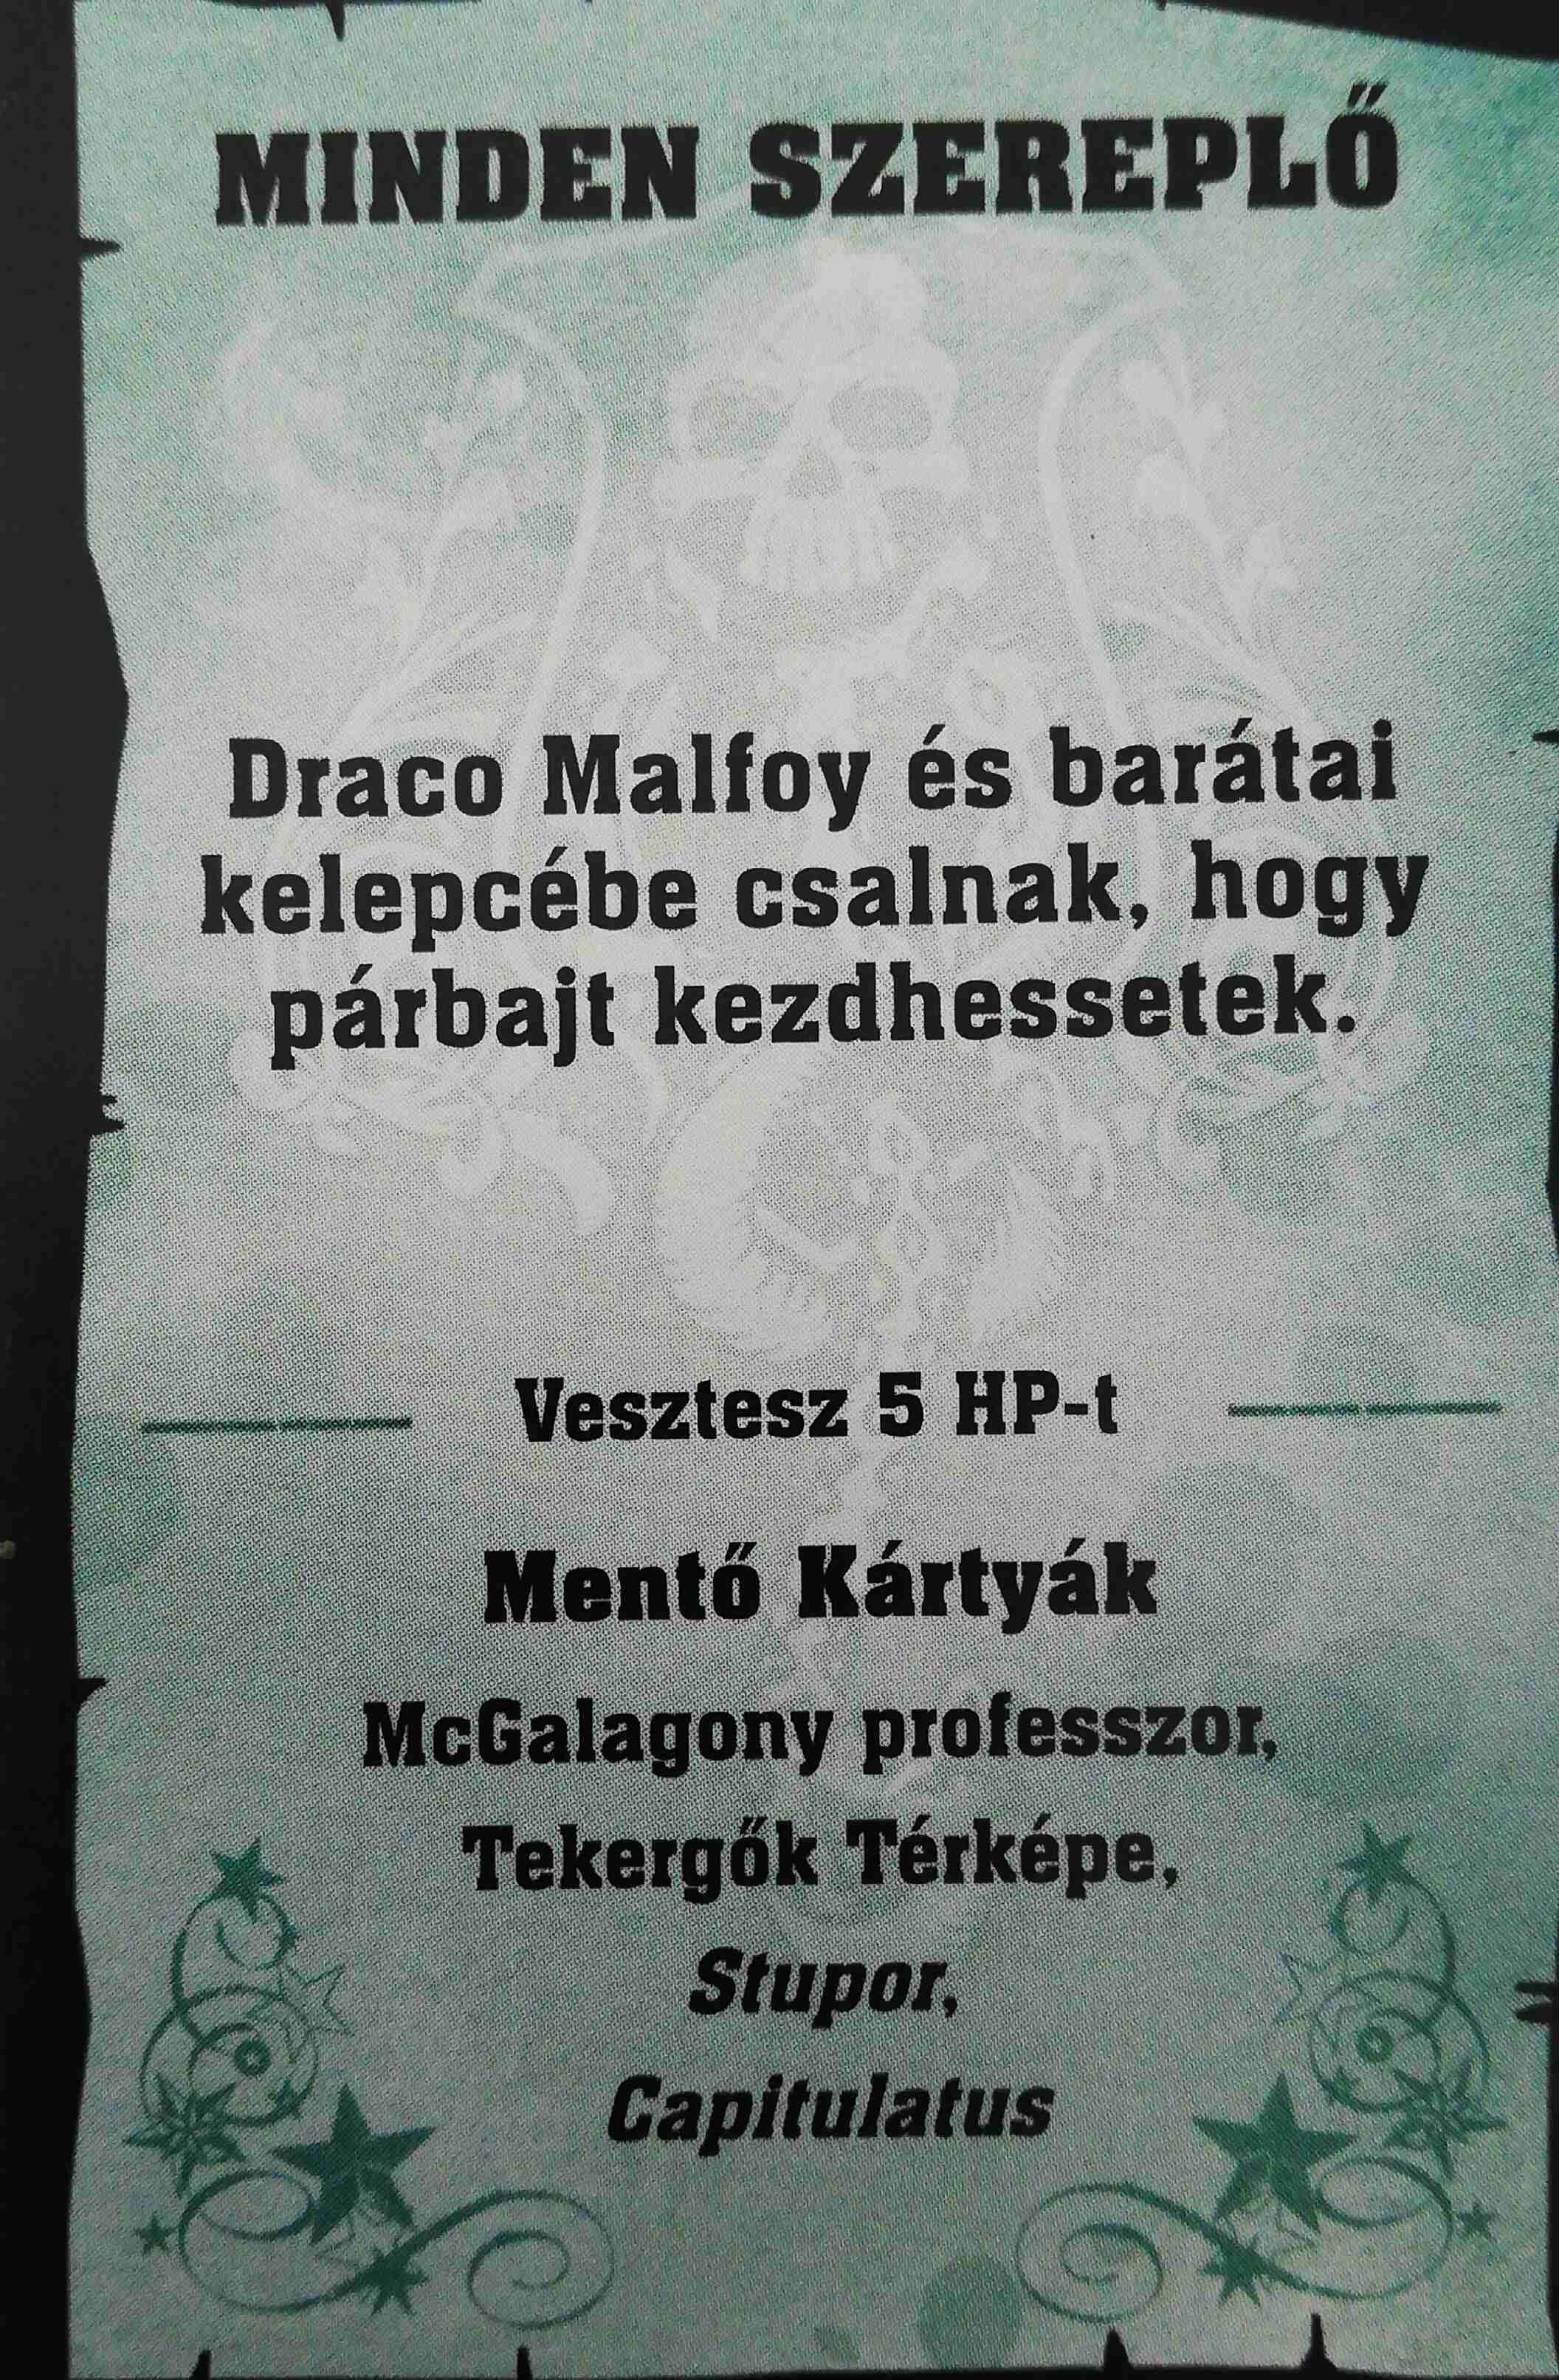 MINDEN SZEREPLŐ
Draco Malfoy és barátai
kelepcébe csalnak, hogy
párbajt kezdhessetek.
Vesztesz 5 HP-t
Mentő Kártyák
McGalagony professzor,
Tekergők Térképe,
Stupor,
Capitulatus